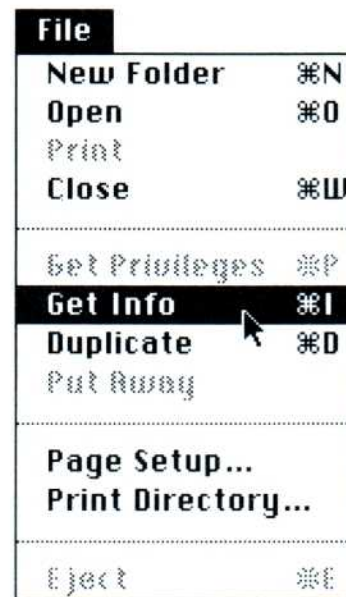 File
New Folder ⌘N
Open ⌘O
Print
Close ⌘W
Get Privileges ⌘P
Get Info ⌘I
Duplicate ⌘D
Put Away
Page Setup...
Print Directory...
Eject ⌘E